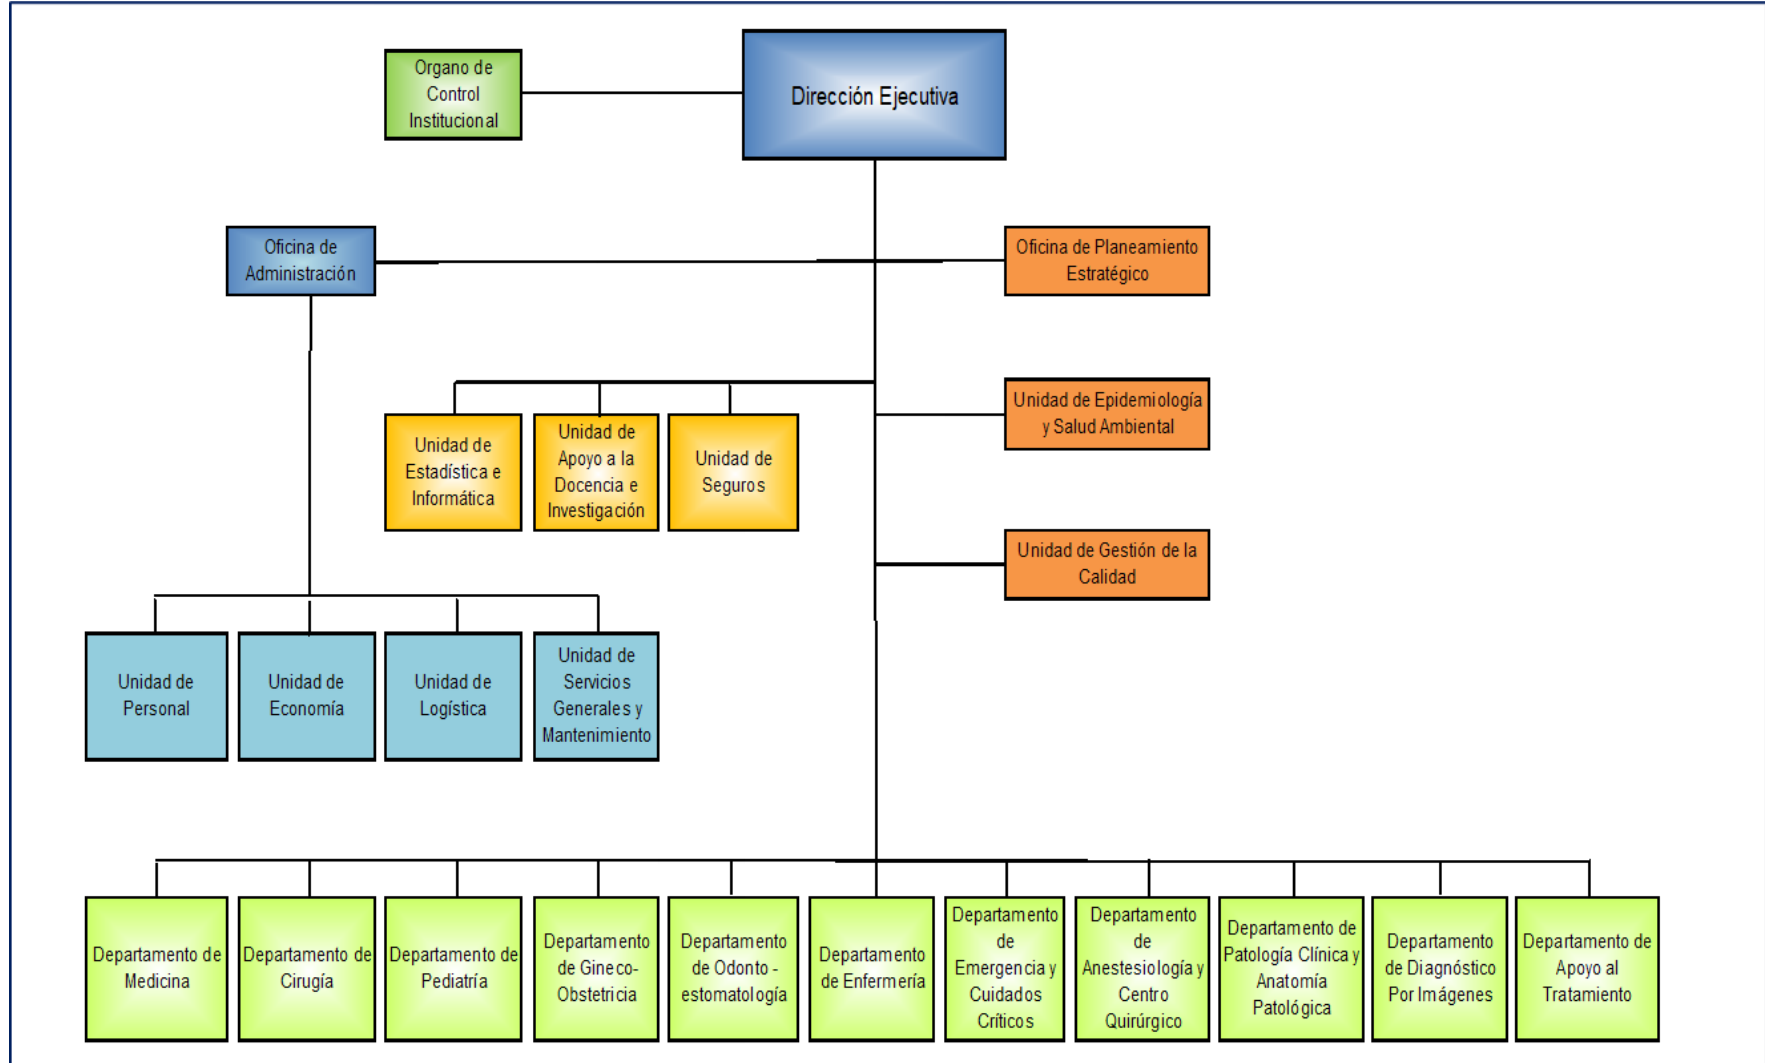 Organo de
Control
Institucional
Dirección Ejecutiva
Oficina de
Administración
Oficina de Planeamiento
Estratégico
Unidad de Epidemiología
y Salud Ambiental
Unidad de
Estadística e
Informática
Unidad de
Apoyo a la
Docencia e
Investigación
Unidad de
Seguros
Unidad de Gestión de la
Calidad
Unidad de
Personal
Unidad de
Economía
Unidad de
Logística
Unidad de
Servicios
Generales y
Mantenimiento
Departamento de
Medicina
Departamento de
Cirugía
Departamento de
Pediatría
Departamento
de Gineco-
Obstetricia
Departamento
de Odonto -
estomatología
Departamento
de Enfermería
Departamento
de
Emergencia y
Cuidados
Críticos
Departamento
de
Anestesiología y
Centro
Quirúrgico
Departamento de
Patología Clínica y
Anatomía
Patológica
Departamento
de Diagnóstico
Por Imágenes
Departamento de
Apoyo al
Tratamiento